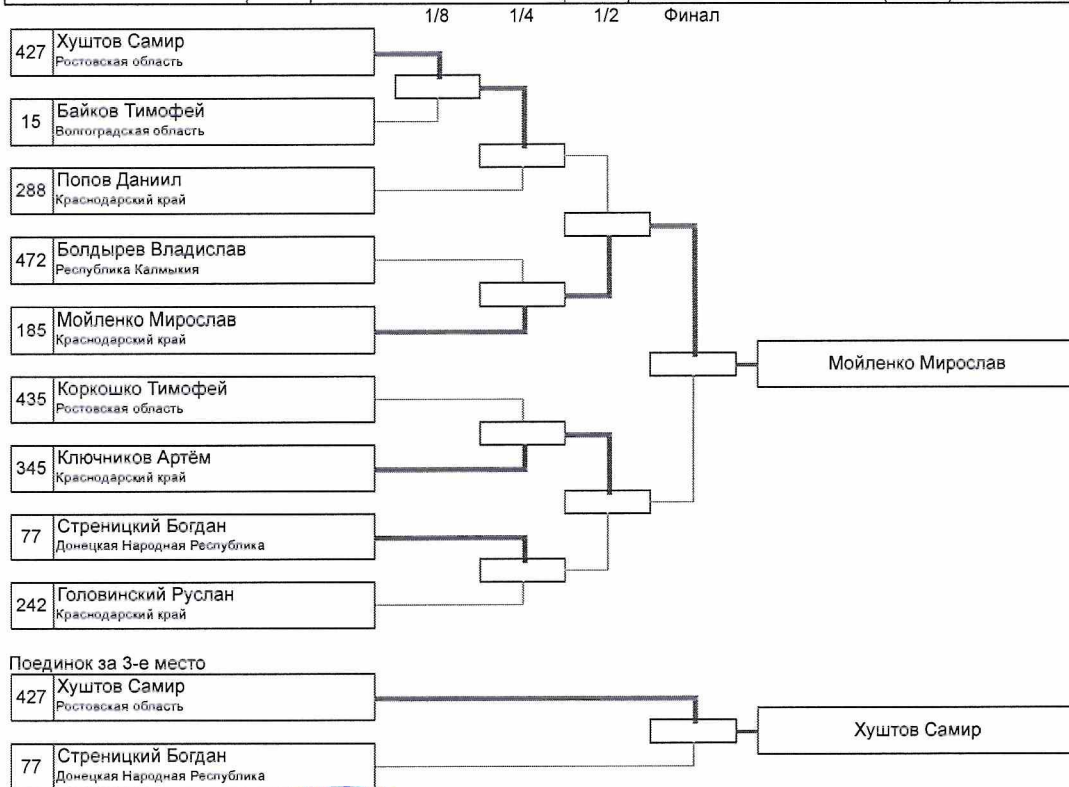 1/8 1/4 1/2 Финал
427 Хуштов Самир
Ростовская область
15 Байков Тимофей
Волгоградская область
288 Попов Даниил
Краснодарский край
472 Болдырев Владислав
Республика Калмыкия
185 Мойленко Мирослав
Краснодарский край
Мойленко Мирослав
435 Коркошко Тимофей
Ростовская область
345 Ключников Артём
Краснодарский край
77 Стреницкий Богдан
Донецкая Народная Республика
242 Головинский Руслан
Краснодарский край
Поединок за 3-е место
427 Хуштов Самир
Ростовская область
Хуштов Самир
77 Стреницкий Богдан
Донецкая Народная Республика